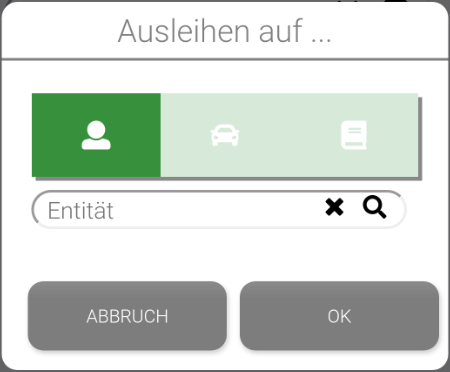 Ausleihen auf ...
Entität
ABBRUCH
OK